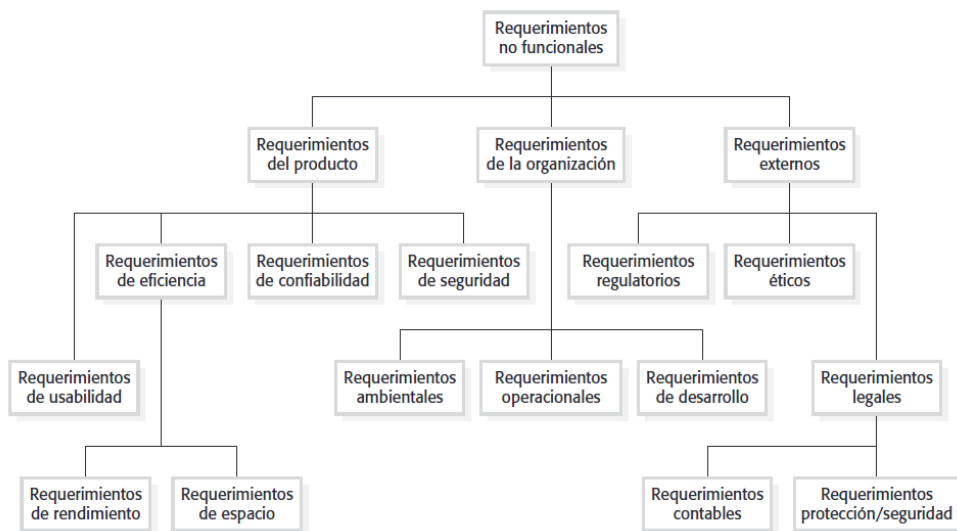 Requerimientos
no funcionales
Requerimientos
del producto
Requerimientos
de la organización
Requerimientos
externos
Requerimientos
de eficiencia
Requerimientos
de confiabilidad
Requerimientos
de seguridad
Requerimientos
regulatorios
Requerimientos
éticos
Requerimientos
de usabilidad
Requerimientos
ambientales
Requerimientos
operacionales
Requerimientos
de desarrollo
Requerimientos
legales
Requerimientos
de rendimiento
Requerimientos
de espacio
Requerimientos
contables
Requerimientos
protección/seguridad